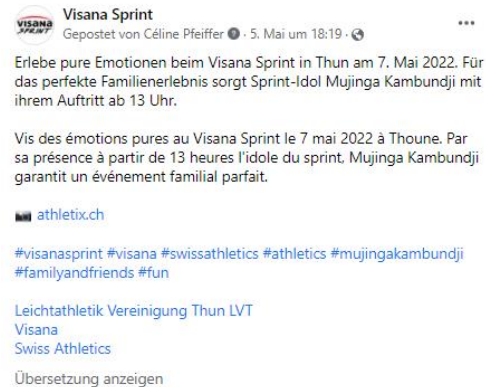 Visana Sprint
Gepostet von Céline Pfeiffer · 5. Mai um 18:19 ·
VISANA
SPRINT
Erlebe pure Emotionen beim Visana Sprint in Thun am 7. Mai 2022. Für
das perfekte Familienerlebnis sorgt Sprint-Idol Mujinga Kambundji mit
ihrem Auftritt ab 13 Uhr.
Vis des émotions pures au Visana Sprint le 7 mai 2022 à Thoune. Par
sa présence à partir de 13 heures l'idole du sprint, Mujinga Kambundji
garantit un événement familial parfait.
athletix.ch
#visanasprint #visana #swissathletics #athletics #mujingakambundji
#familyandfriends #fun
Leichtathletik Vereinigung Thun LVT
Visana
Swiss Athletics
Übersetzung anzeigen